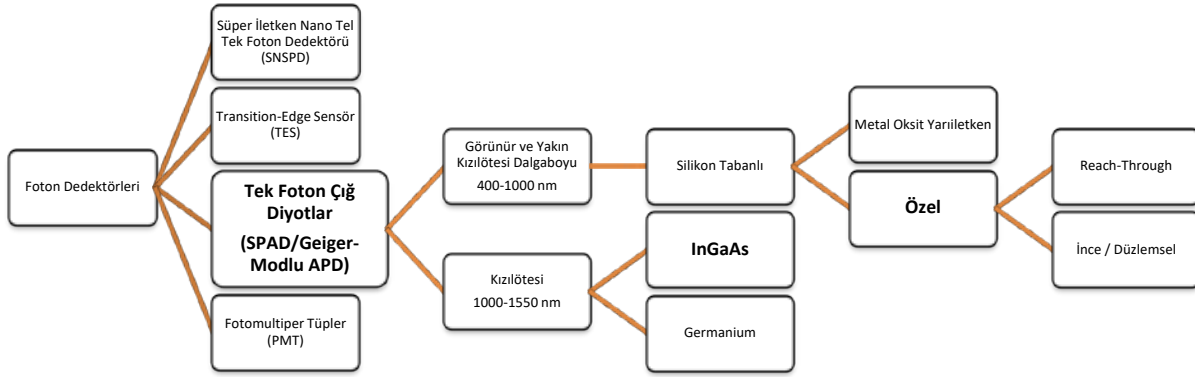 Foton Dedektörleri
Süper İletken Nano Tel
Tek Foton Dedektörü
(SNSPD)
Transition-Edge Sensör
(TES)
Tek Foton Çığ
Diyotlar
(SPAD/Geiger-
Modlu APD)
Fotomultiper Tüpler
(PMT)
Görünür ve Yakın
Kızılötesi Dalgaboyu
400-1000 nm
Kızılötesi
1000-1550 nm
Silikon Tabanlı
InGaAs
Germanium
Metal Oksit Yarıiletken
Özel
Reach-Through
İnce / Düzlemsel